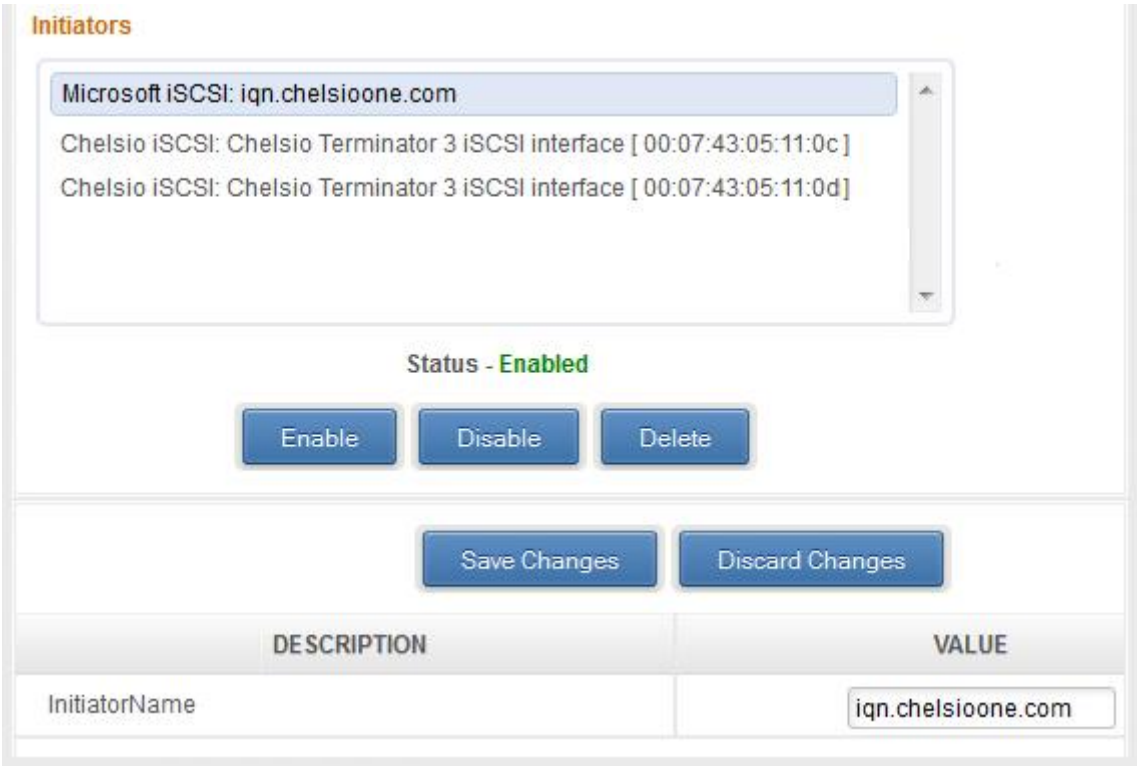 Initiators
Microsoft iSCSI: iqn.chelsioone.com
Chelsio iSCSI: Chelsio Terminator 3 iSCSI interface [ 00:07:43:05:11:0c ]
Chelsio iSCSI: Chelsio Terminator 3 iSCSI interface [ 00:07:43:05:11:0d]
Status - Enabled
Enable Disable Delete
Save Changes Discard Changes
DESCRIPTION VALUE
InitiatorName iqn.chelsioone.com